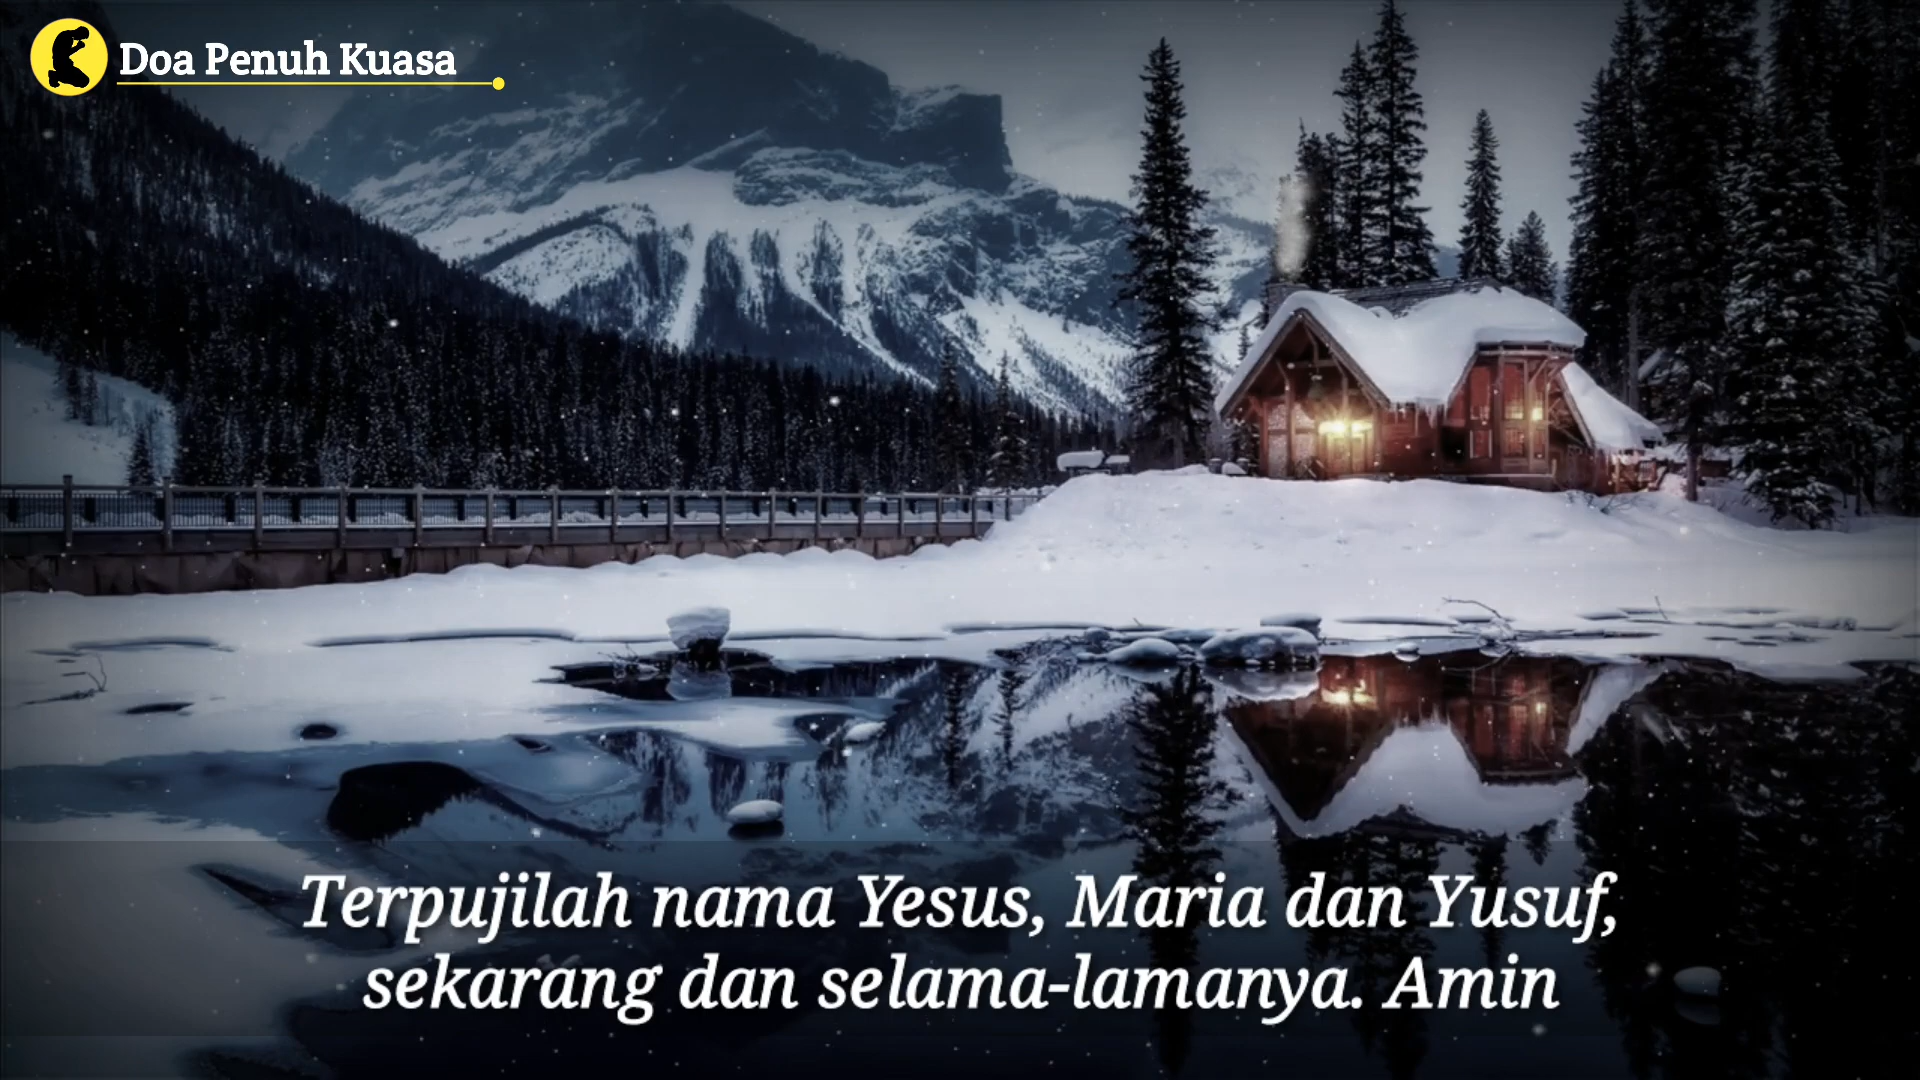 Doa Penuh Kuasa
Terpujilah nama Yesus, Maria dan Yusuf,
sekarang dan selama-lamanya. Amin